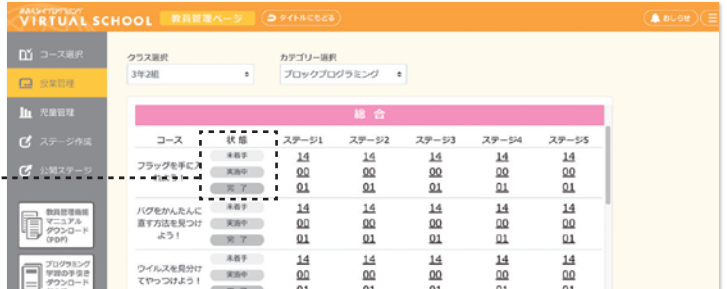 VIRTUAL SCHOOL
教員管理ページ
タイトルにもどる
おしらせ
コース選択
授業管理
児童管理
ステージ作成
公開ステージ
教員管理機能
マニュアル
ダウンロード
(PDF)
プログラミング
学習の手引き
ダウンロード
クラス選択
カテゴリー選択
3年2組
ブロックプログラミング
総合
コース 状態 ステージ1 ステージ2 ステージ3 ステージ4 ステージ5
フラッグを手に入
れよう!
未着手 14 14 14 14 14
実施中 00 00 00 00 00
完了 01 01 01 01 01
バグをかんたんに
直す方法を見つけ
よう!
未着手 14 14 14 14 14
実施中 00 00 00 00 00
完了 01 01 01 01 01
ウイルスを見分け
てやっつけよう!
未着手 14 14 14 14 14
実施中 00 00 00 00 00
01 01 01 01 01